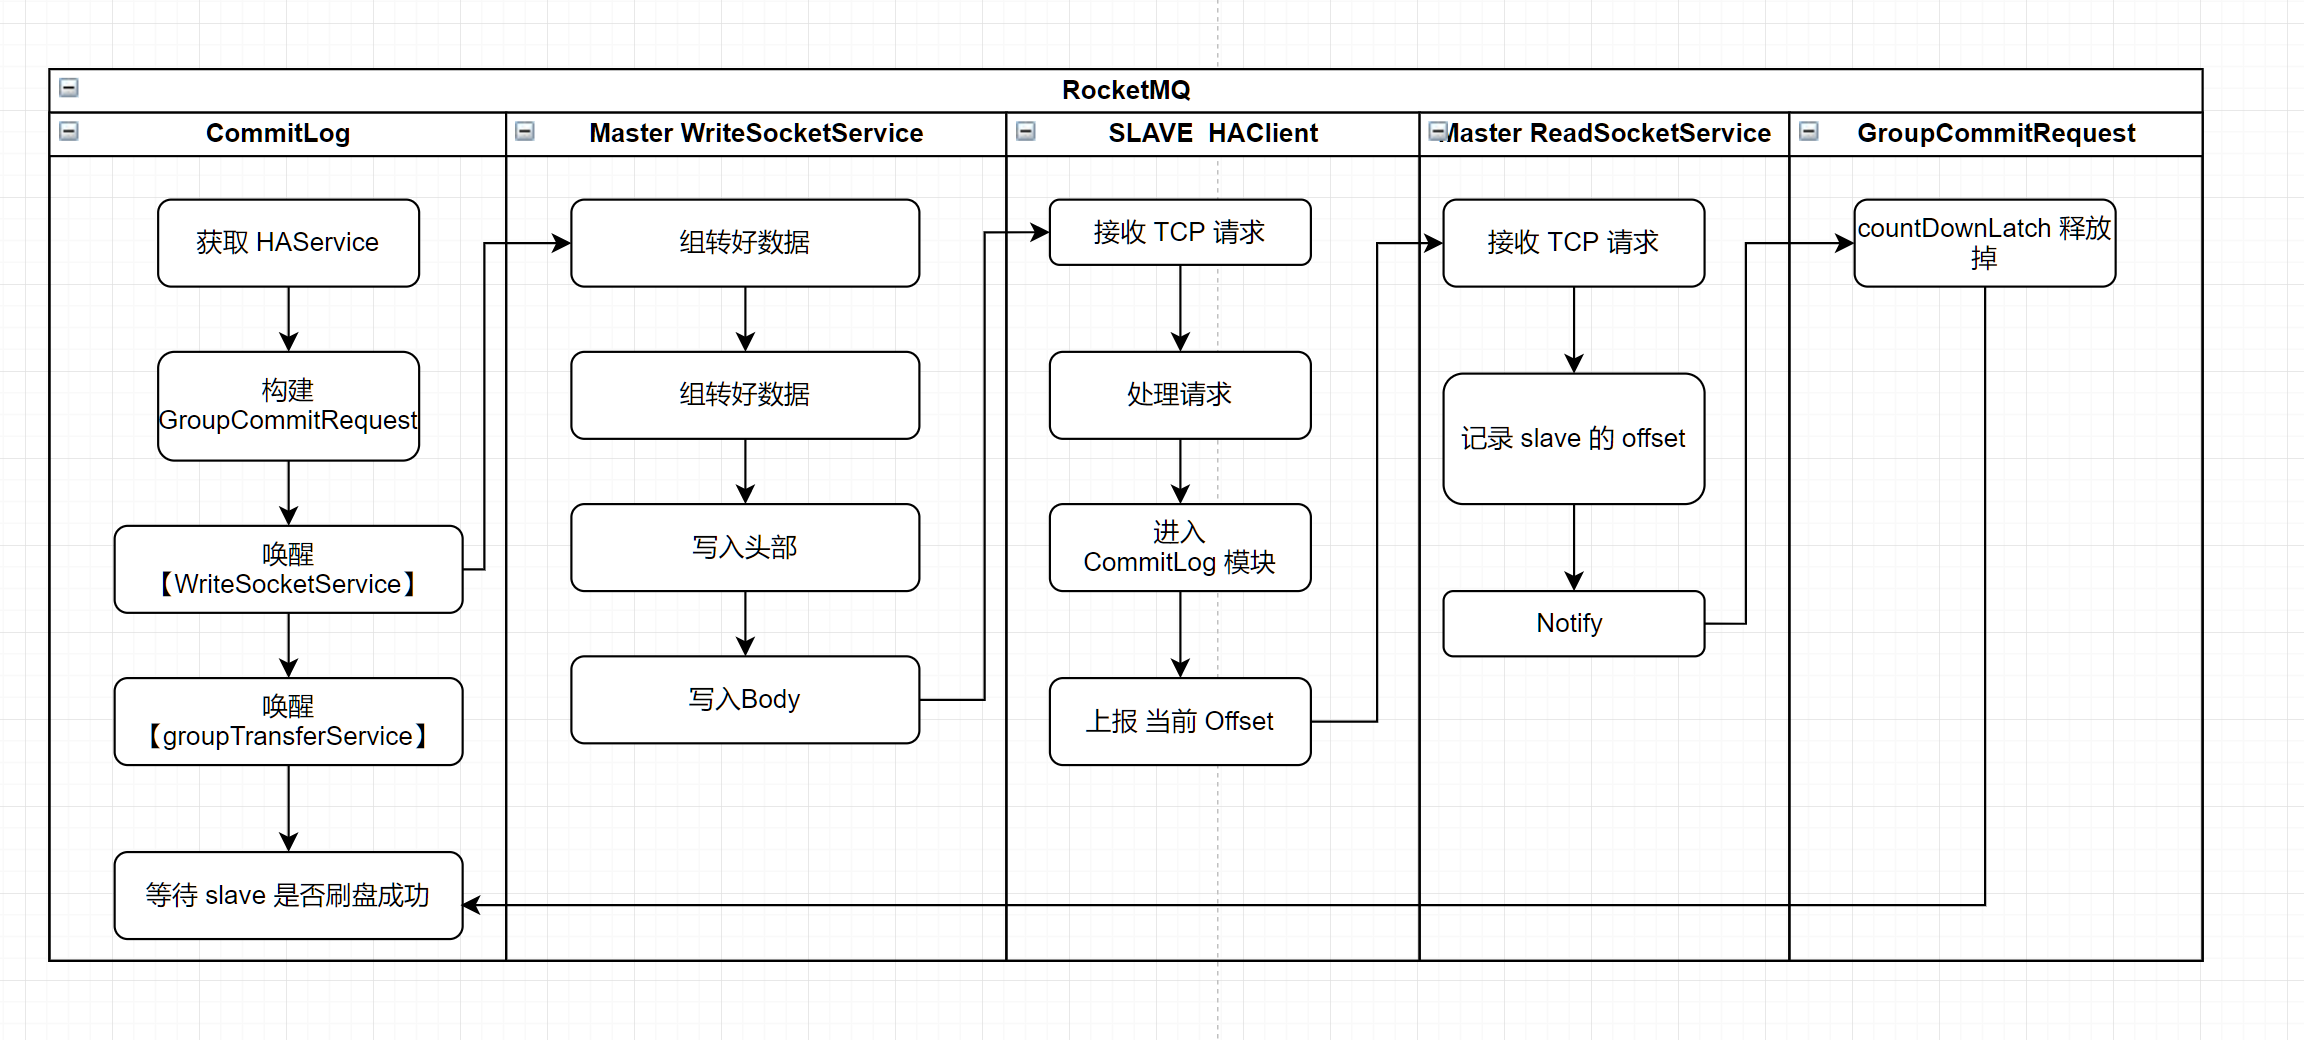 RocketMQ
CommitLog
Master WriteSocketService
SLAVE  HAClient
Master ReadSocketService
GroupCommitRequest
获取 HAService
构建
GroupCommitRequest
唤醒
【WriteSocketService】
唤醒
【groupTransferService】
等待 slave 是否刷盘成功
组转好数据
组转好数据
写入头部
写入Body
接收 TCP 请求
处理请求
进入
CommitLog 模块
上报 当前 Offset
接收 TCP 请求
记录 slave 的 offset
Notify
countDownLatch 释放
掉